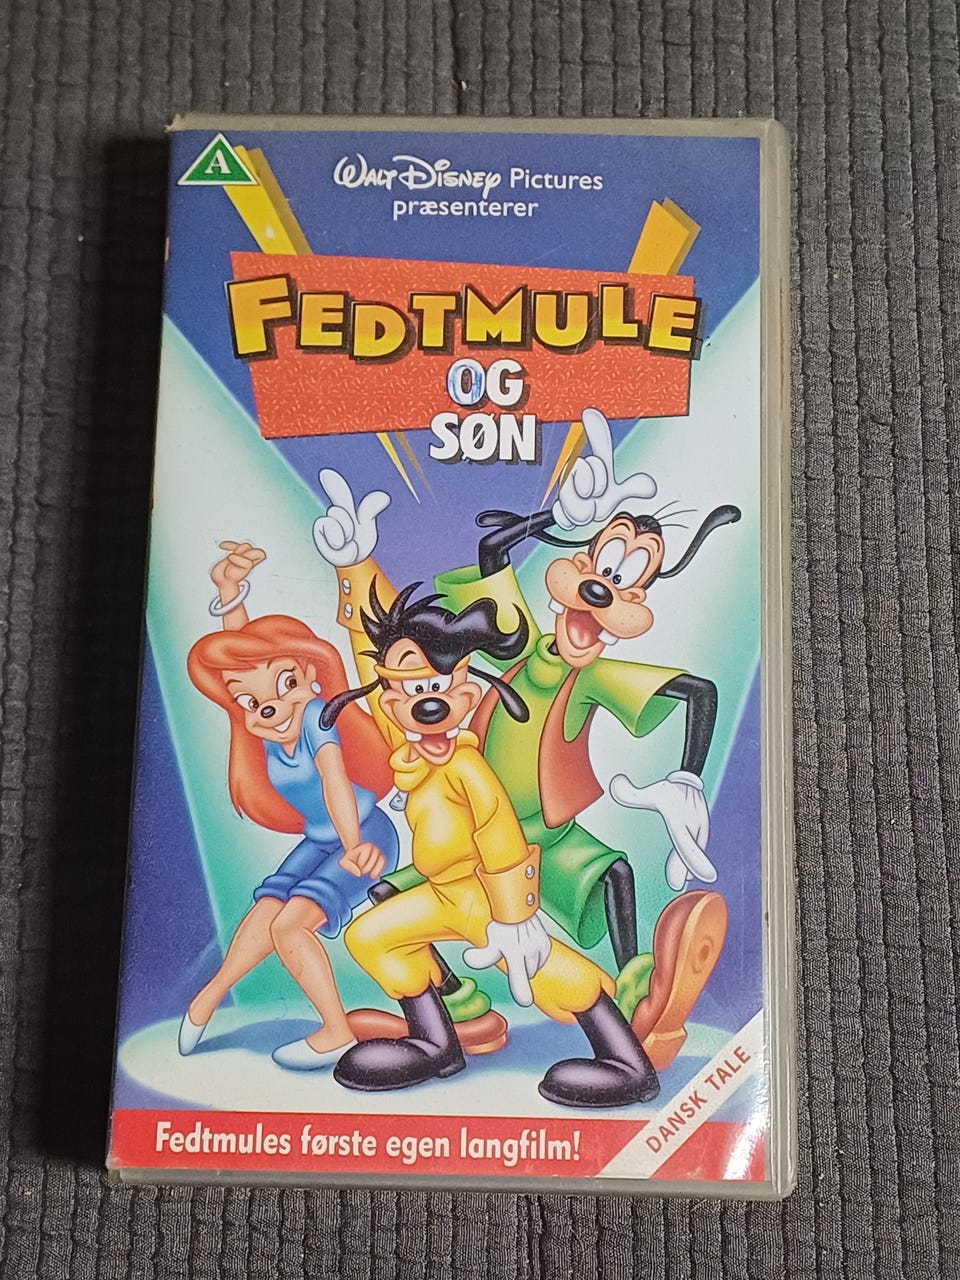 A
WALT DISNEY Pictures
præsenterer
FEDTMULE
OG
SØN
DANSK TALE
Fedtmules første egen langfilm!